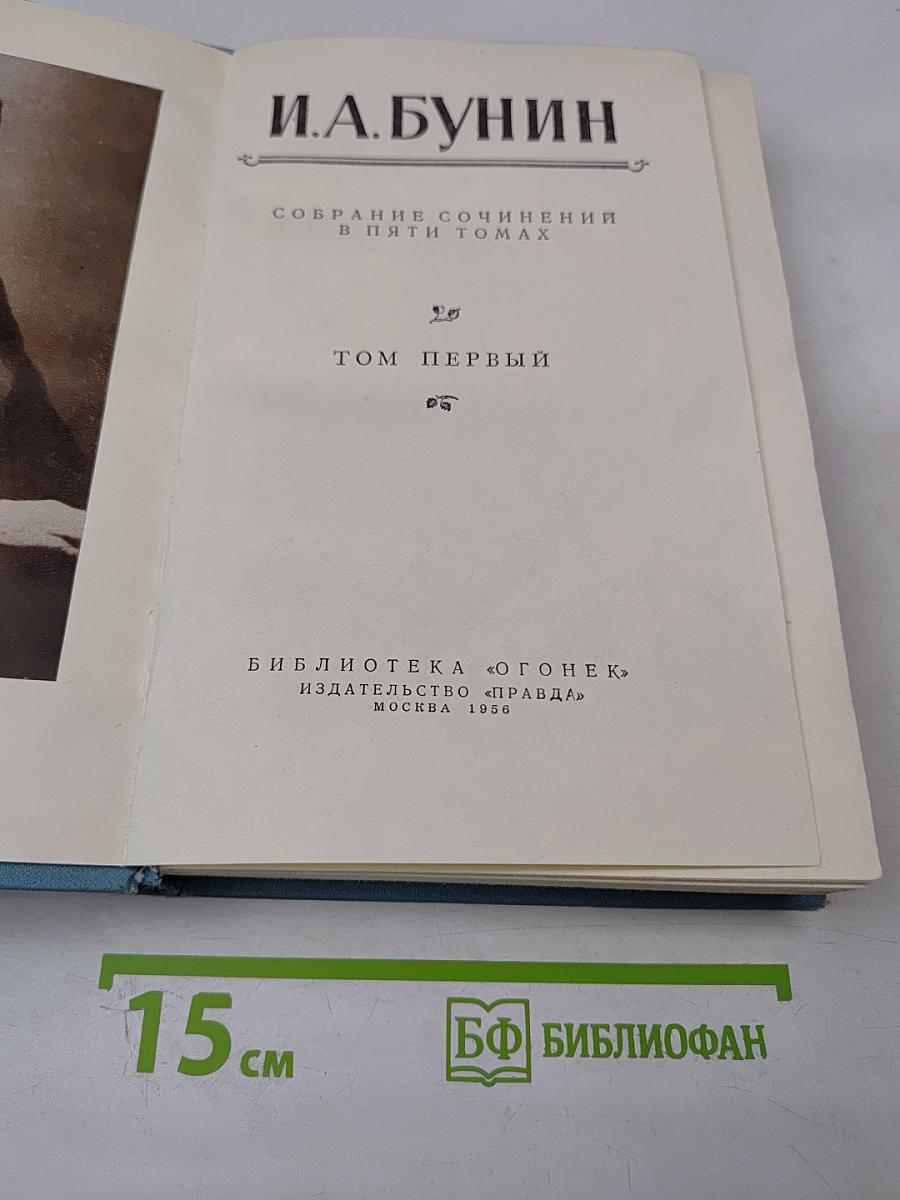 И.А.БУНИН
СОБРАНИЕ СОЧИНЕНИЙ
В ПЯТИ ТОМАХ
ТОМ ПЕРВЫЙ
БИБЛИОТЕКА «ОГОНЕК»
ИЗДАТЕЛЬСТВО «ПРАВДА»
МОСКВА 1956
15 см
БФ БИБЛИОФАН